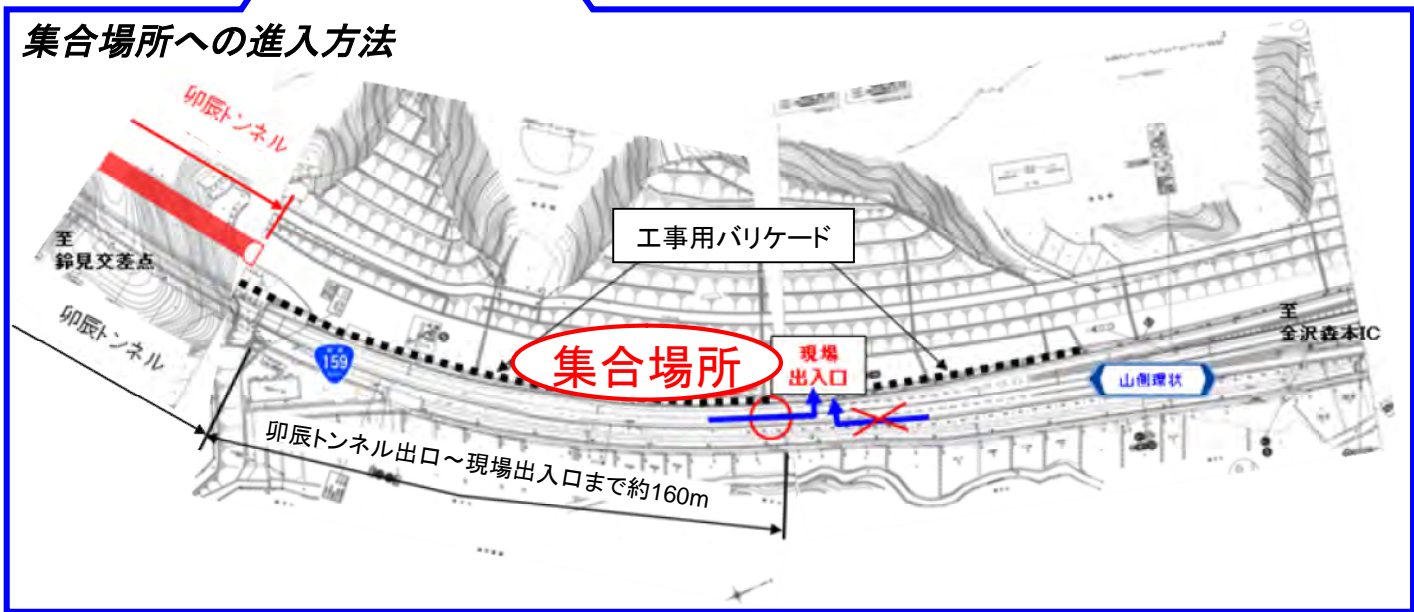 集合場所への進入方法
卯辰トンネル
至
鈴見交差点
卯辰トンネル
工事用バリケード
159
集合場所
現場
出入口
至
金沢森本IC
山側環状
卯辰トンネル出口～現場出入口まで約160m